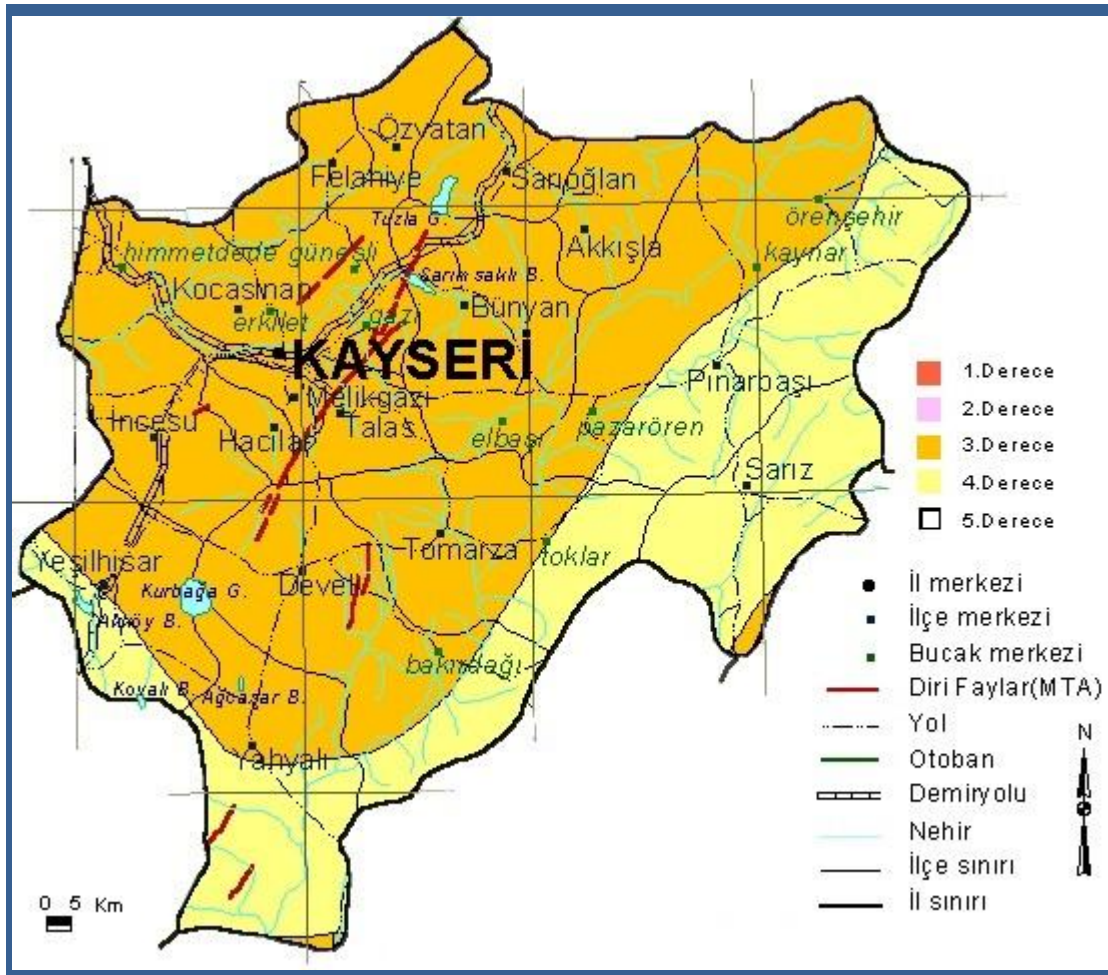 Özvatan
Felahiye
Sarıoğlan
Tuzla G.
örenşehir
Akkışla
kaynar
himmetdede
güneşli
Sarımsaklı B.
Kocasinan
erkilet
gazi
Bünyan
KAYSERİ
Pınarbaşı
Melikgazi
Talas
İncesu
Hacılar
elbaşı
pazarören
Sarız
Tomarza
toklar
Yeşilhisar
Kurbağa G.
Develi
Akköy B.
bakırdağı
Kovalı B.
Ağcaşar B.
Yahyalı
0 5 Km
1.Derece
2.Derece
3.Derece
4.Derece
5.Derece
İl merkezi
İlçe merkezi
Bucak merkezi
Diri Faylar(MTA)
Yol
Otoban
Demiryolu
Nehir
İlçe sınırı
İl sınırı
N